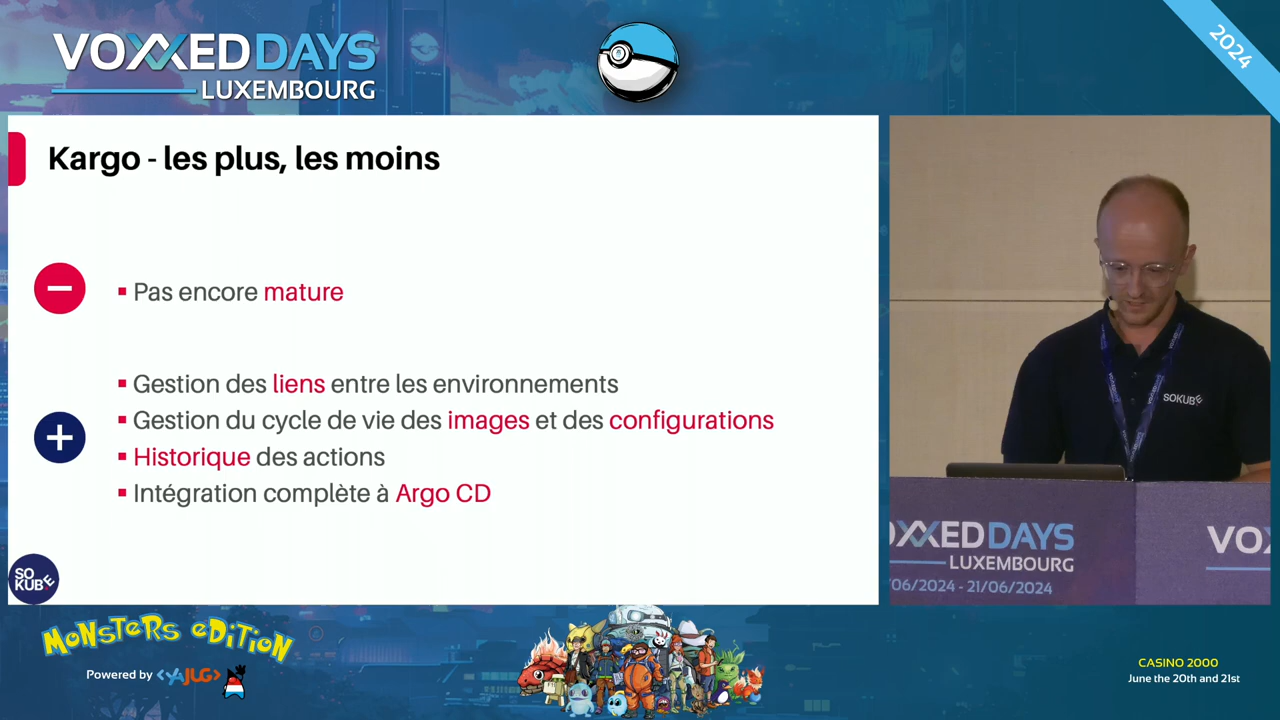 VOXXED DAYS
LUXEMBOURG
2024
Kargo - les plus, les moins
Pas encore mature
Gestion des liens entre les environnements
Gestion du cycle de vie des images et des configurations
Historique des actions
Intégration complète à Argo CD
SO
KUBE
SOKUBE
XXED DAYS
LUXEMBOURG
/06/2024 - 21/06/2024
VOX
MONSTERS EDITION
Powered by <YAJUG>
CASINO 2000
June the 20th and 21st